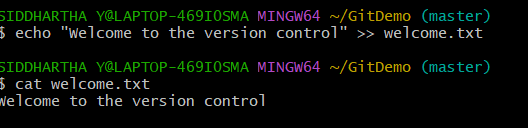 SIDDHARTHA Y@LAPTOP-469IOSMA MINGW64 ~/GitDemo (master)
$ echo "Welcome to the version control" >> welcome.txt
SIDDHARTHA Y@LAPTOP-469IOSMA MINGW64 ~/GitDemo (master)
$ cat welcome.txt
Welcome to the version control